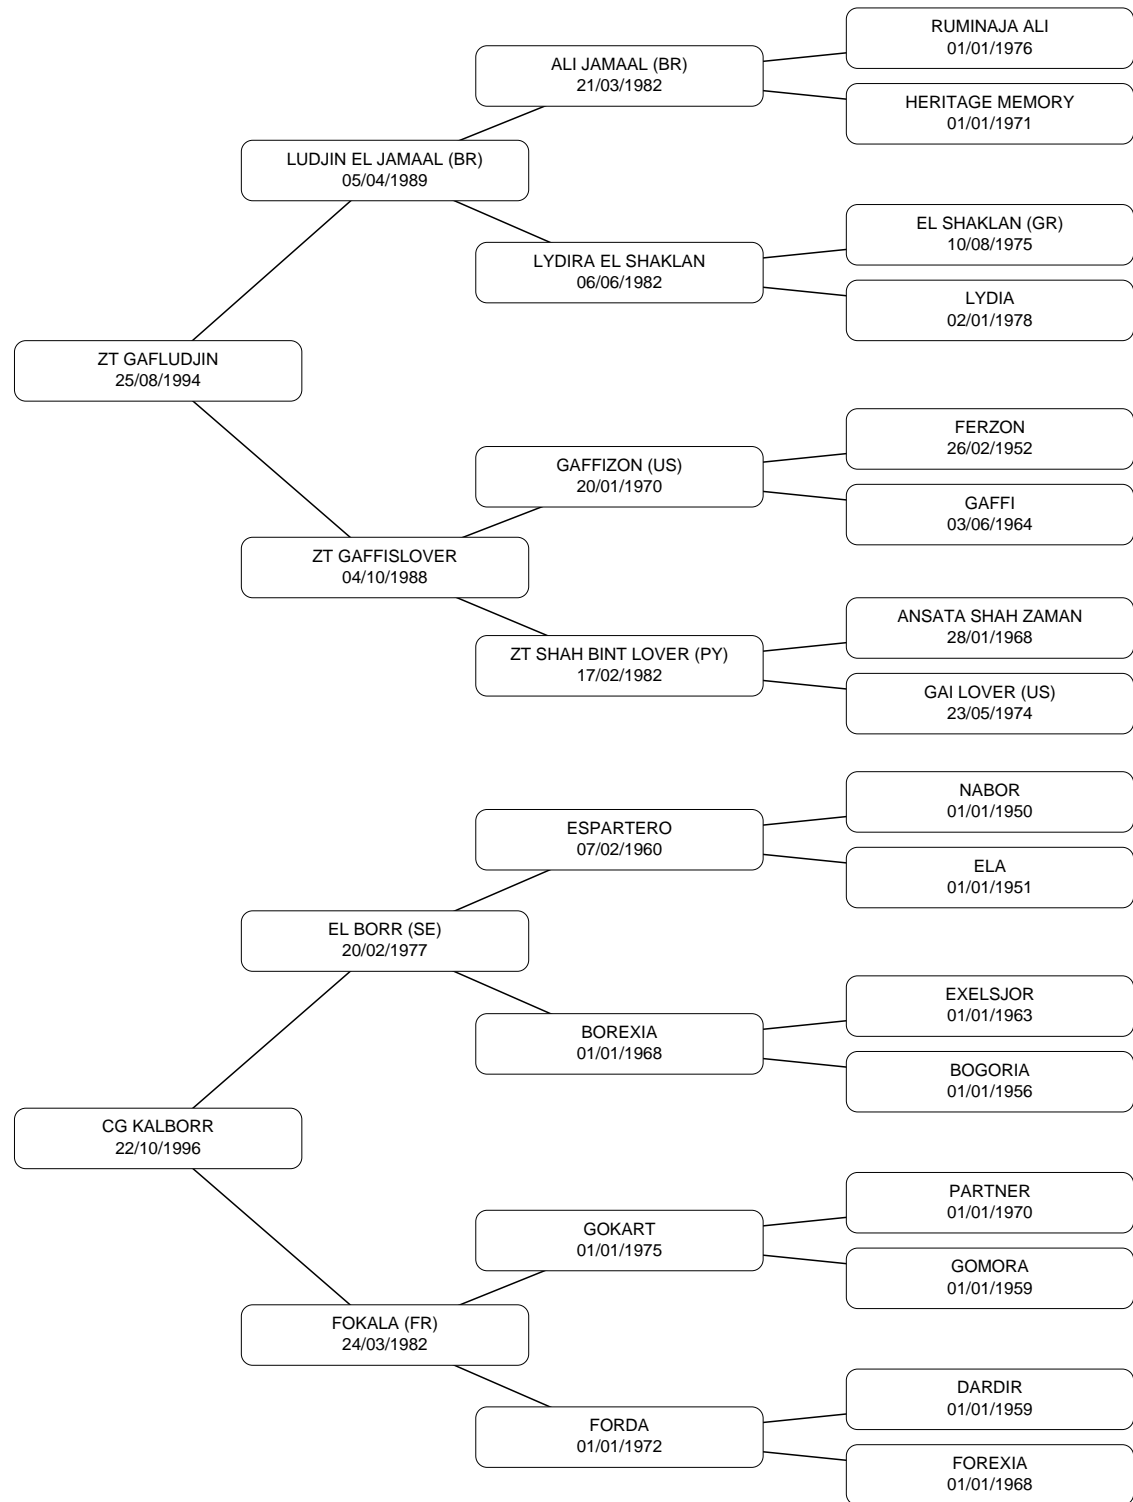 RUMINAJA ALI
01/01/1976
ALI JAMAAL (BR)
21/03/1982
HERITAGE MEMORY
01/01/1971
LUDJIN EL JAMAAL (BR)
05/04/1989
EL SHAKLAN (GR)
10/08/1975
LYDIRA EL SHAKLAN
06/06/1982
LYDIA
02/01/1978
ZT GAFLUDJIN
25/08/1994
FERZON
26/02/1952
GAFFIZON (US)
20/01/1970
GAFFI
03/06/1964
ZT GAFFISLOVER
04/10/1988
ANSATA SHAH ZAMAN
28/01/1968
ZT SHAH BINT LOVER (PY)
17/02/1982
GAI LOVER (US)
23/05/1974
NABOR
01/01/1950
ESPARTERO
07/02/1960
ELA
01/01/1951
EL BORR (SE)
20/02/1977
EXELSJOR
01/01/1963
BOREXIA
01/01/1968
BOGORIA
01/01/1956
CG KALBORR
22/10/1996
PARTNER
01/01/1970
GOKART
01/01/1975
GOMORA
01/01/1959
FOKALA (FR)
24/03/1982
DARDIR
01/01/1959
FORDA
01/01/1972
FOREXIA
01/01/1968